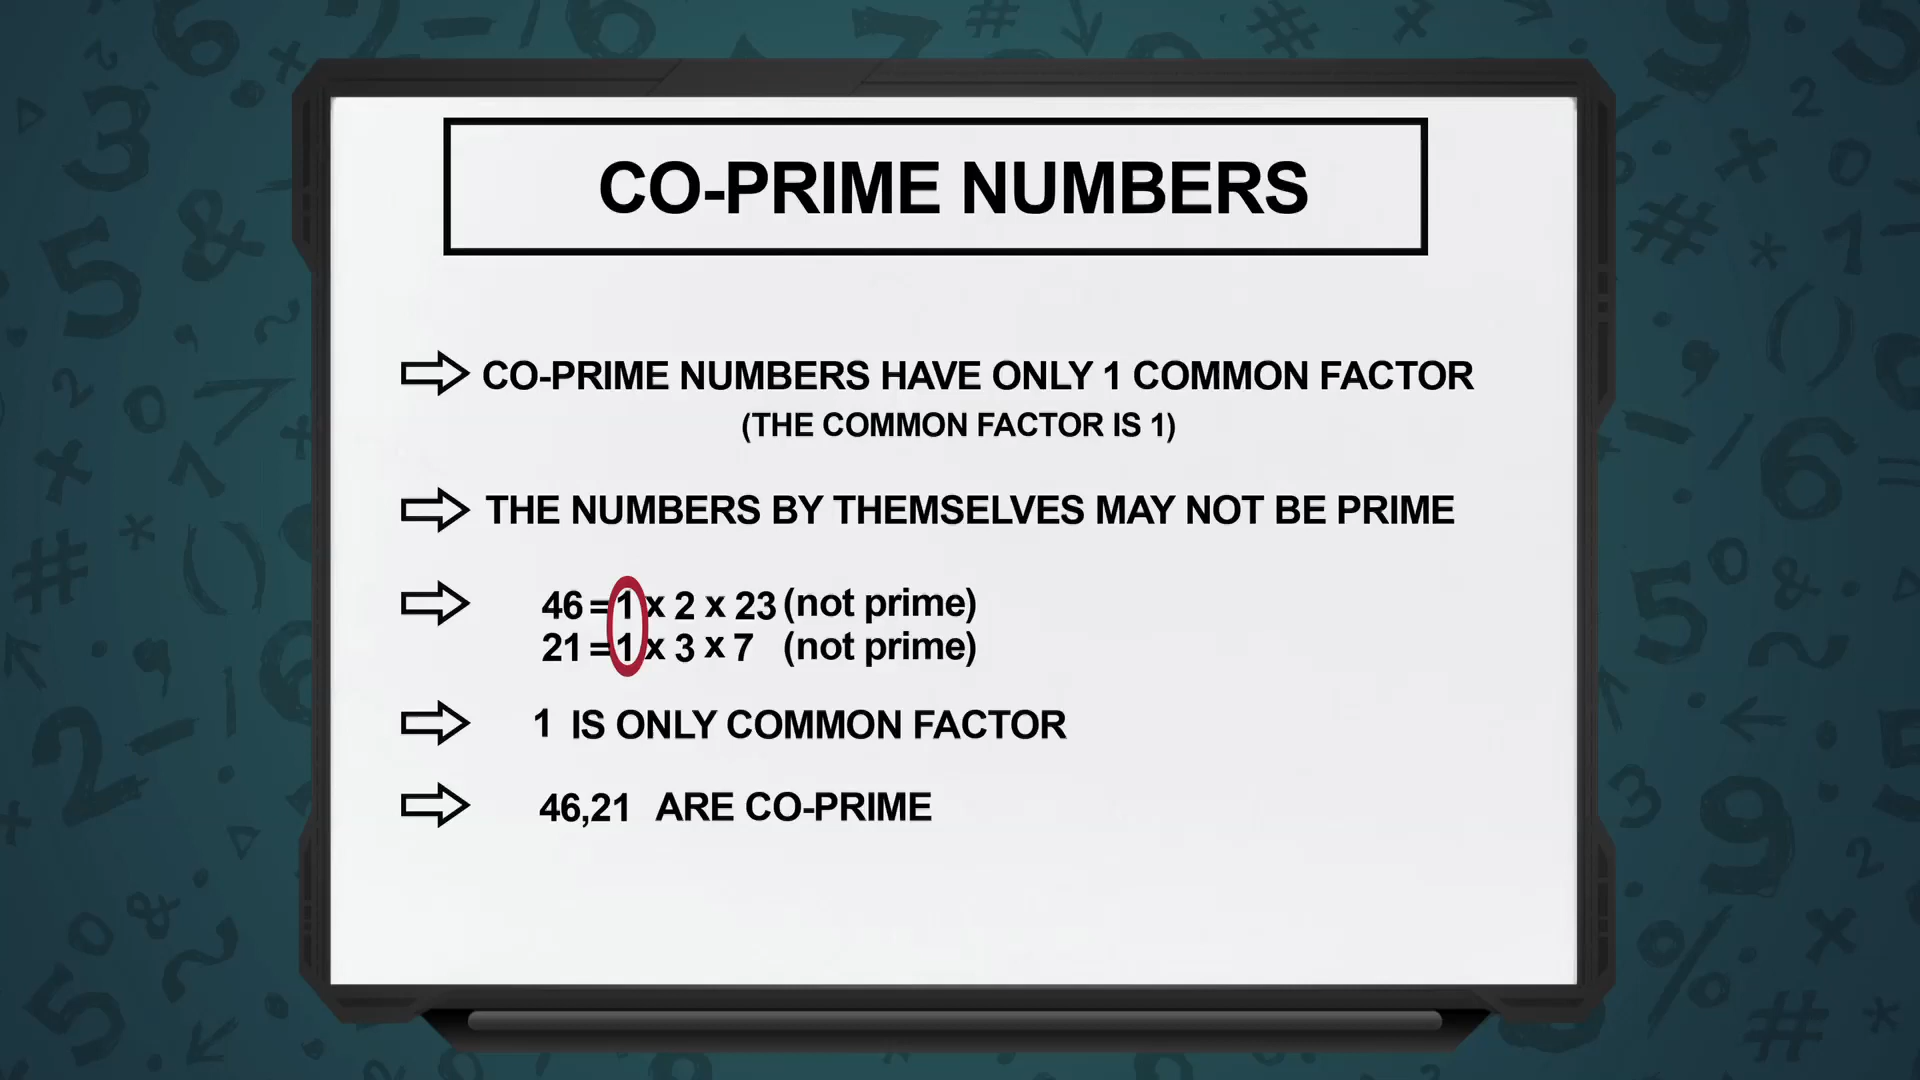 CO-PRIME NUMBERS
CO-PRIME NUMBERS HAVE ONLY 1 COMMON FACTOR
(THE COMMON FACTOR IS 1)
THE NUMBERS BY THEMSELVES MAY NOT BE PRIME
46 = 1 x 2 x 23 (not prime)
21 = 1 x 3 x 7 (not prime)
1 IS ONLY COMMON FACTOR
46,21 ARE CO-PRIME